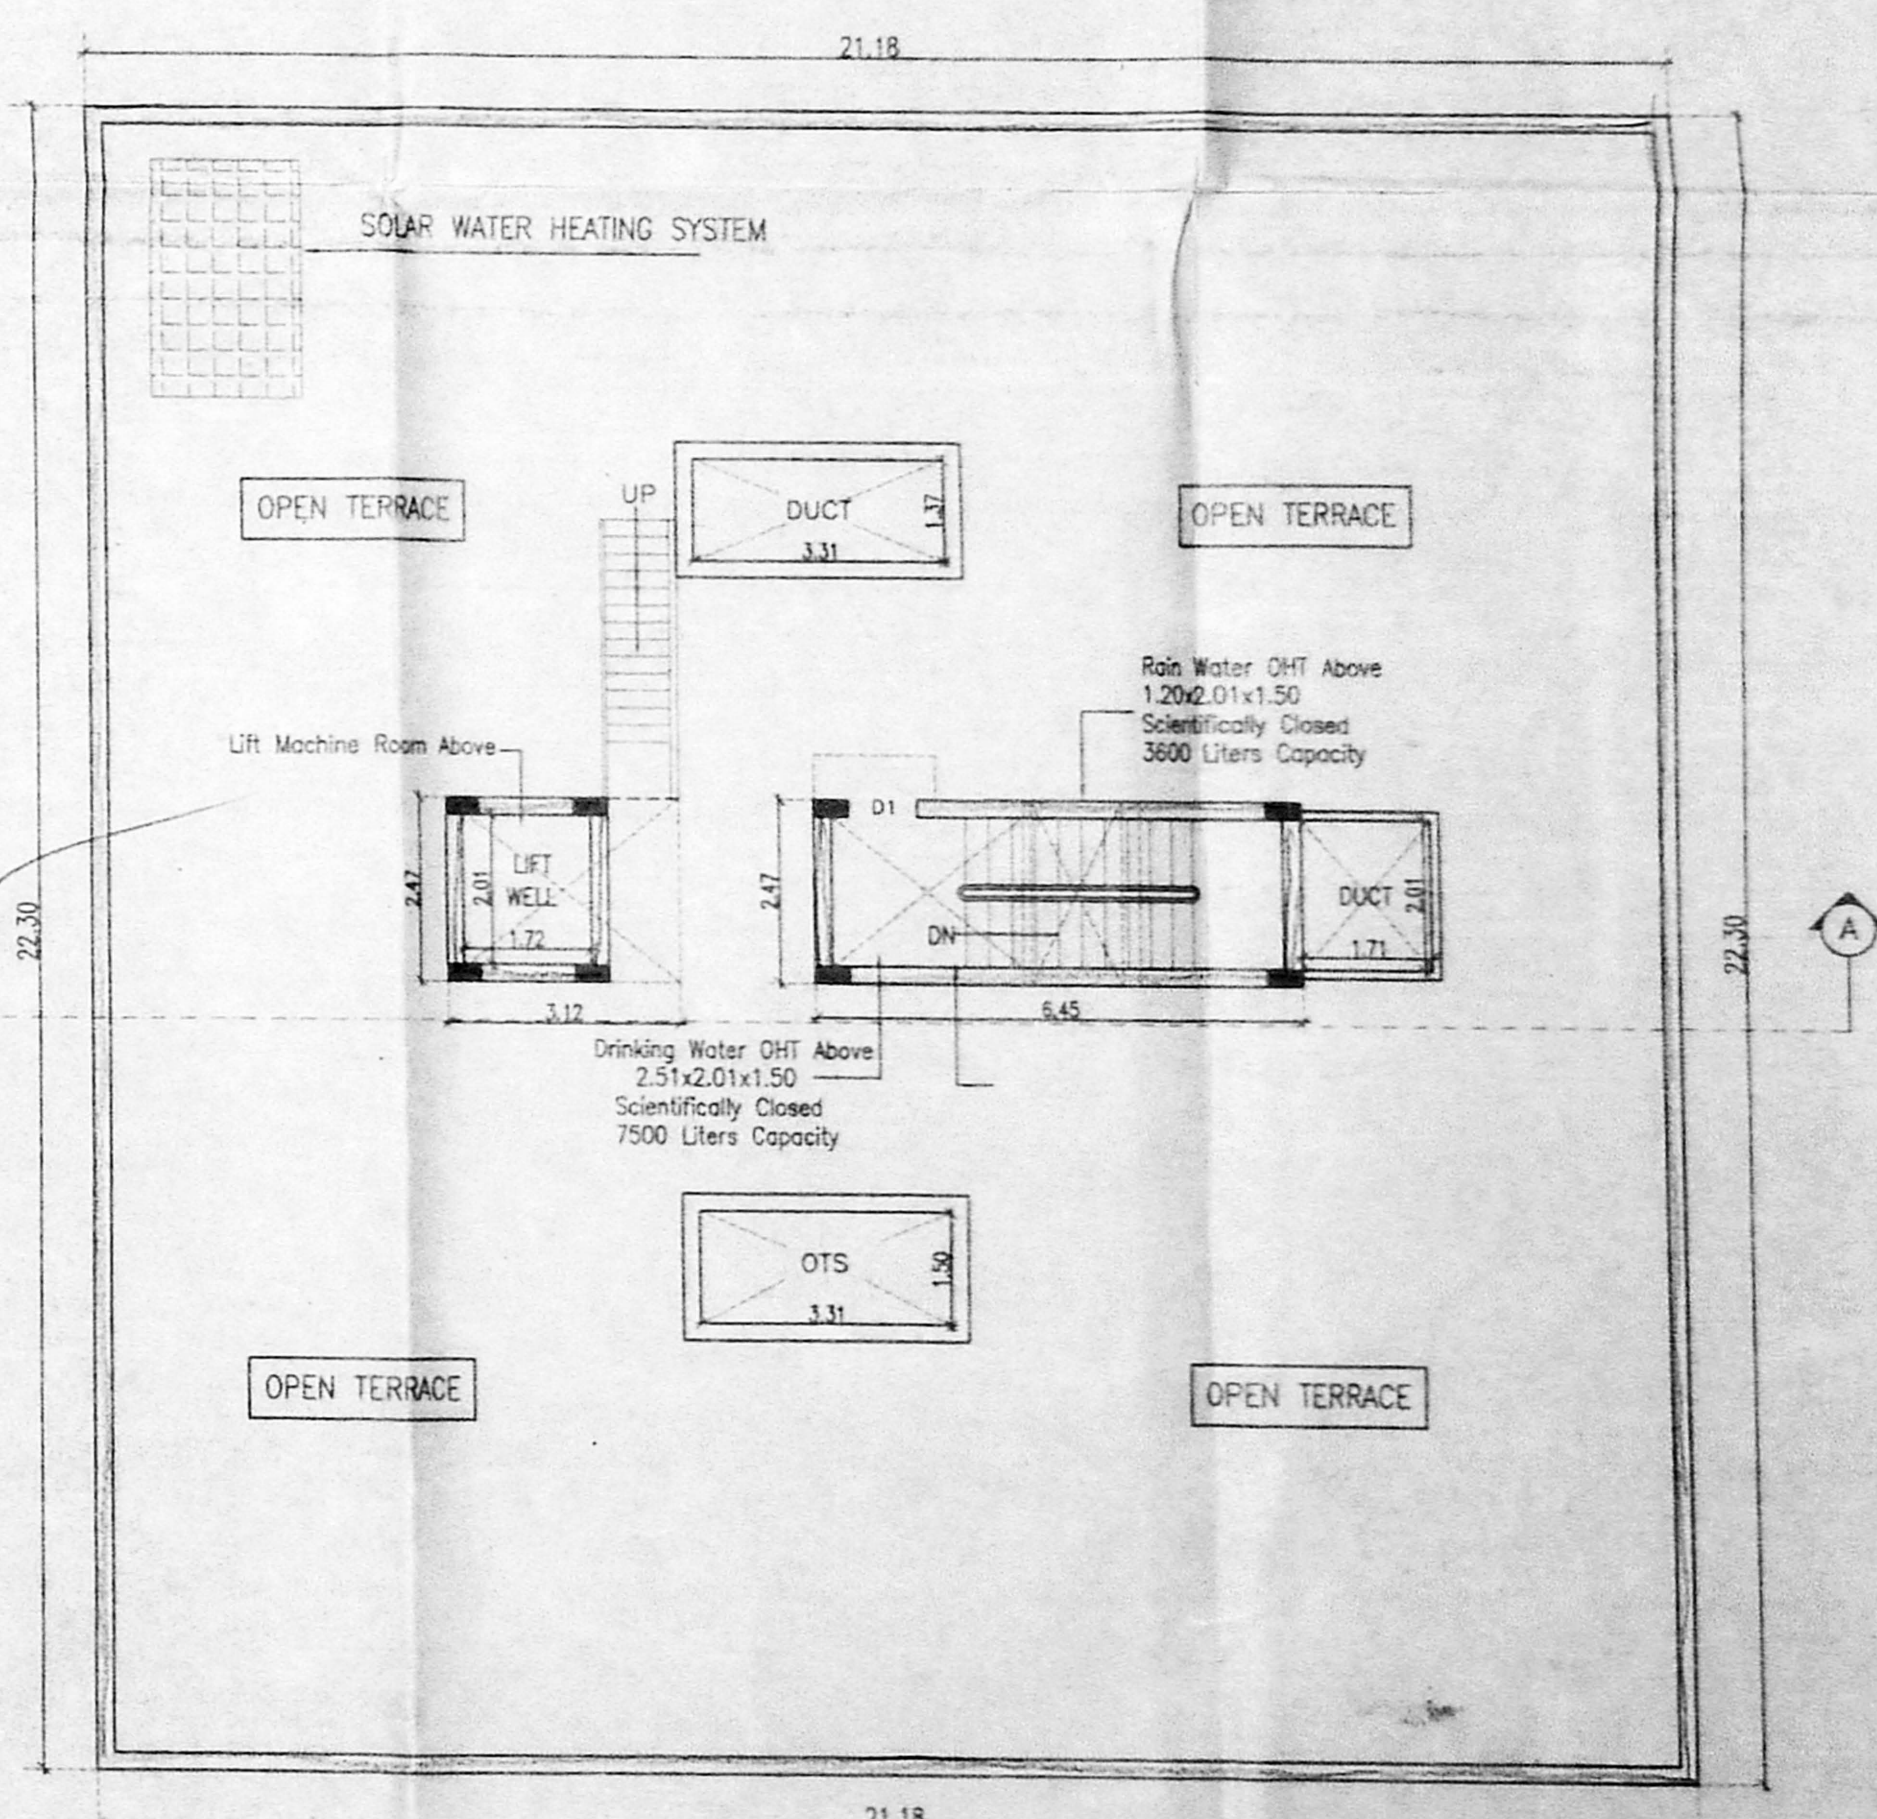 21.18
SOLAR WATER HEATING SYSTEM
OPEN TERRACE
UP
DUCT
1.37
3.31
OPEN TERRACE
Rain Water OHT Above
1.20x2.01x1.50
Scientifically Closed
3600 Liters Capacity
Lift Machine Room Above
D1
2.47
2.01
LIFT
WELL
1.72
2.47
DN
DUCT
2.01
1.71
22.30
22.30
A
3.12
6.45
Drinking Water OHT Above
2.51x2.01x1.50
Scientifically Closed
7500 Liters Capacity
OTS
1.50
3.31
OPEN TERRACE
OPEN TERRACE
21.18